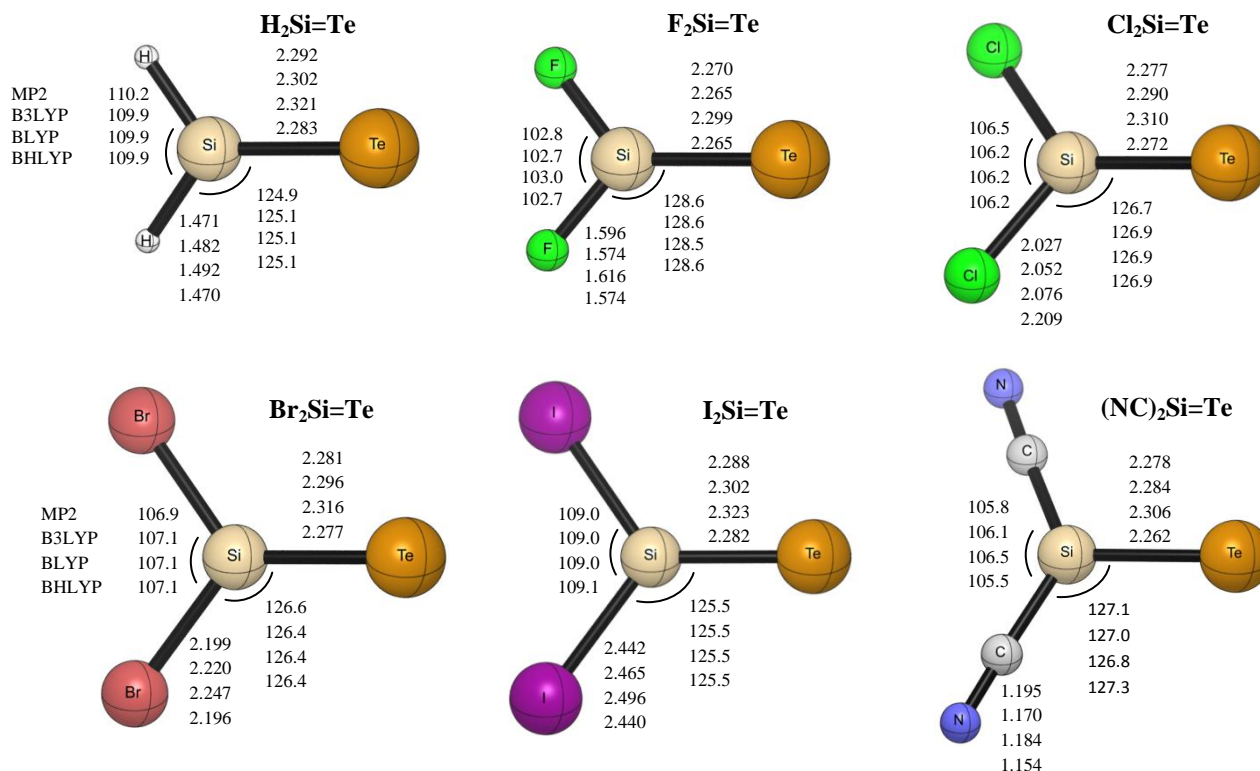 H₂Si=Te
H
H
Si
Te
MP2 110.2
B3LYP 109.9
BLYP 109.9
BHLYP 109.9
2.292
2.302
2.321
2.283
124.9
125.1
125.1
125.1
1.471
1.482
1.492
1.470
F₂Si=Te
F
F
Si
Te
2.270
2.265
2.299
2.265
102.8
102.7
103.0
102.7
128.6
128.6
128.5
128.6
1.596
1.574
1.616
1.574
Cl₂Si=Te
Cl
Cl
Si
Te
2.277
2.290
2.310
2.272
106.5
106.2
106.2
106.2
126.7
126.9
126.9
126.9
2.027
2.052
2.076
2.209
Br₂Si=Te
Br
Br
Si
Te
2.281
2.296
2.316
2.277
MP2 106.9
B3LYP 107.1
BLYP 107.1
BHLYP 107.1
126.6
126.4
126.4
126.4
2.199
2.220
2.247
2.196
I₂Si=Te
I
I
Si
Te
2.288
2.302
2.323
2.282
109.0
109.0
109.0
109.1
125.5
125.5
125.5
125.5
2.442
2.465
2.496
2.440
(NC)₂Si=Te
N
C
Si
Te
C
N
2.278
2.284
2.306
2.262
105.8
106.1
106.5
105.5
127.1
127.0
126.8
127.3
1.195
1.170
1.184
1.154